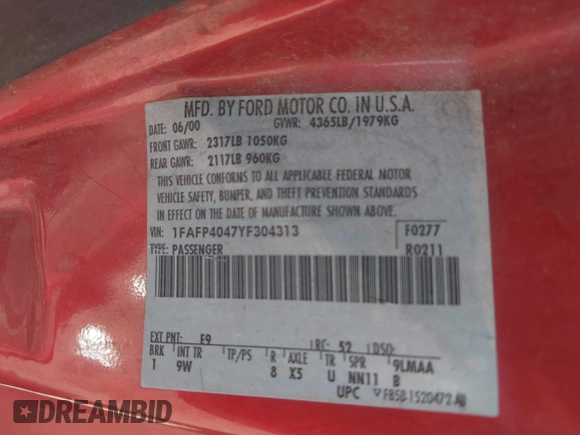 MFD. BY FORD MOTOR CO. IN U.S.A.
DATE: 06/00 GVWR: 4365LB/1979KG
FRONT GAWR: 2317LB 1050KG
REAR GAWR: 2117LB 960KG
THIS VEHICLE CONFORMS TO ALL APPLICABLE FEDERAL MOTOR
VEHICLE SAFETY, BUMPER, AND THEFT PREVENTION STANDARDS
IN EFFECT ON THE DATE OF MANUFACTURE SHOWN ABOVE.
VIN: 1FAFP4047YF304313 F0277
TYPE: PASSENGER R0211
EXT PNT: E9 RC: 52 DSO:
BRK INT TR TP/PS R AXLE TR SPR 9LMAA
1 9W 8 X5 U NN11 B
UPC F85B-1520472-AB
DREAMBID